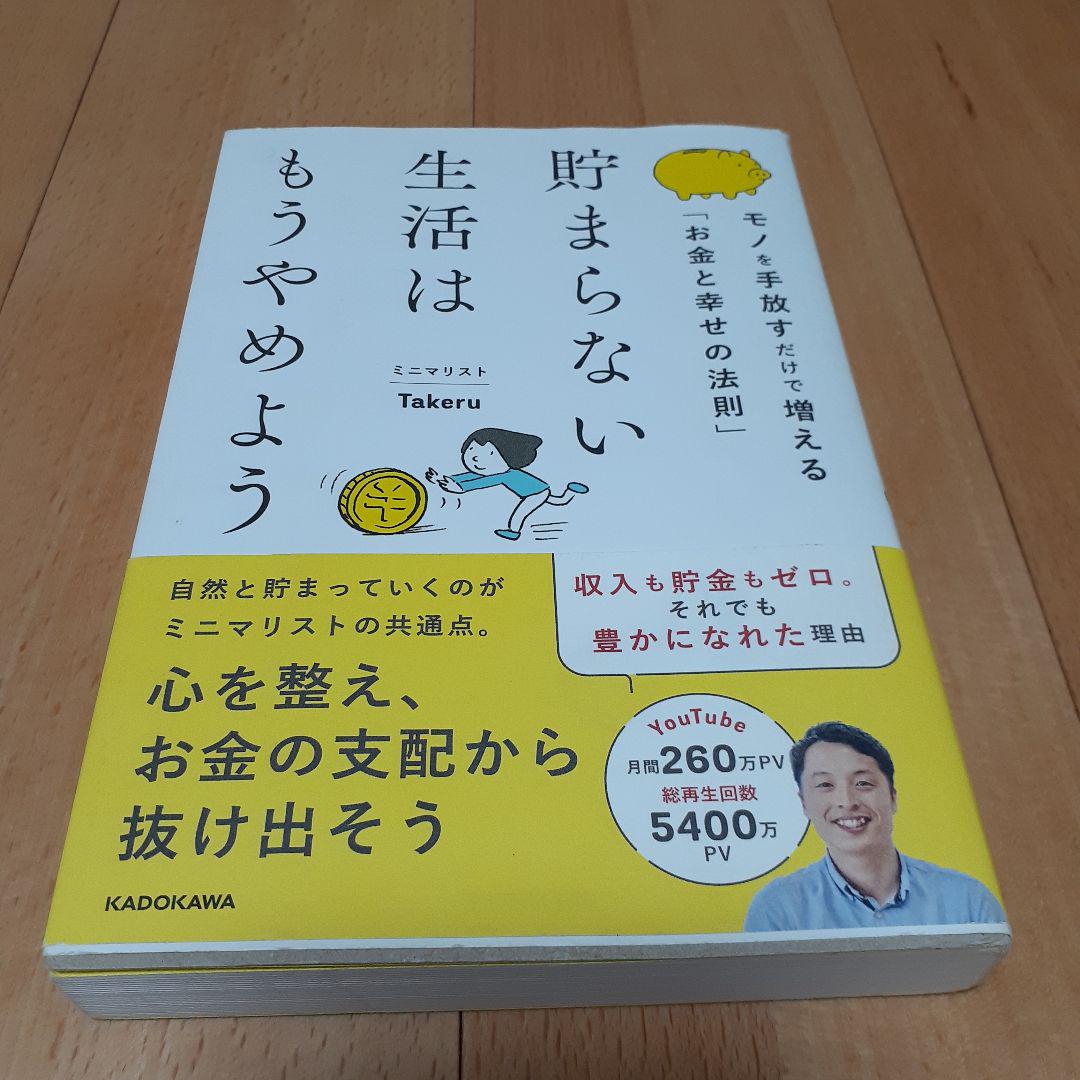 モノを手放すだけで増える
「お金と幸せの法則」
貯まらない
生活は
もうやめよう
ミニマリスト
Takeru
収入も貯金もゼロ。
それでも
豊かになれた理由
自然と貯まっていくのが
ミニマリストの共通点。
心を整え、
お金の支配から
抜け出そう
YouTube
月間260万PV
総再生回数
5400万
PV
KADOKAWA